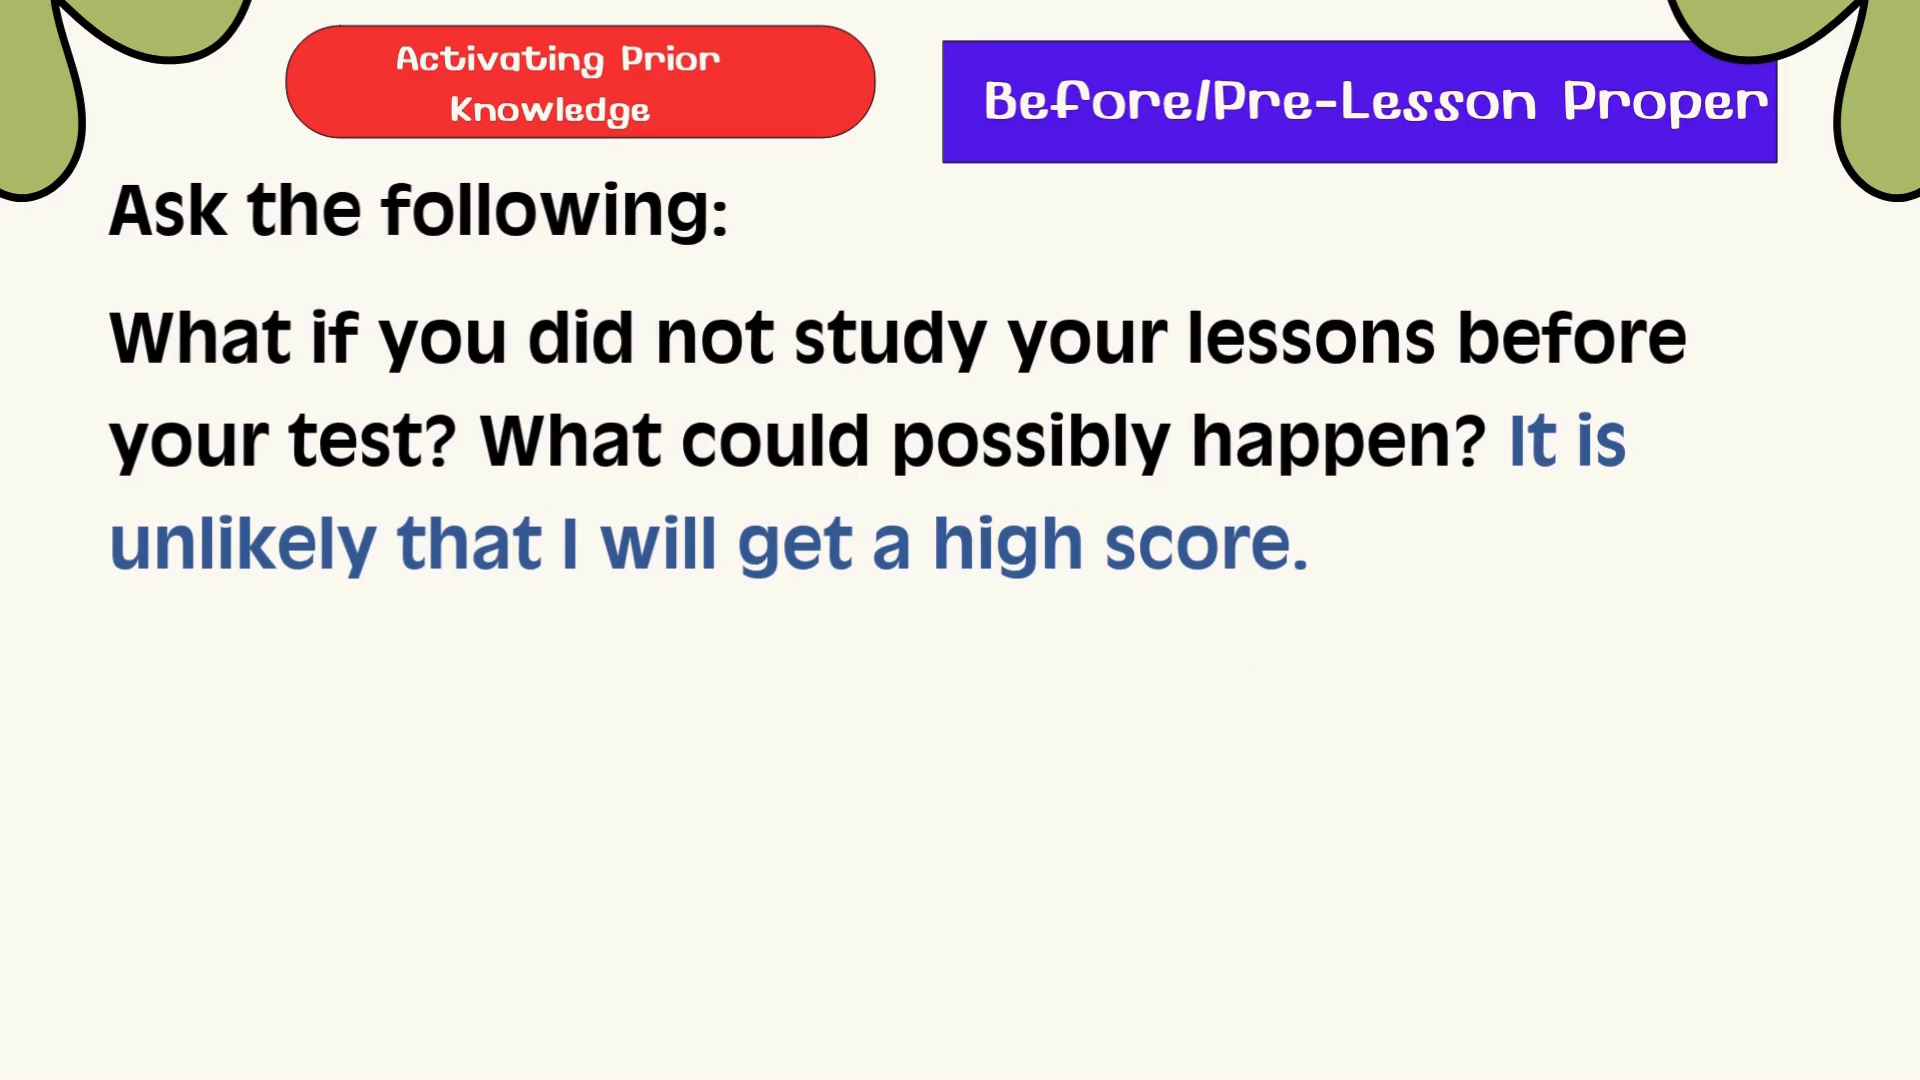 Activating Prior
Knowledge
Before/Pre-Lesson Proper
Ask the following:
What if you did not study your lessons before
your test? What could possibly happen? It is
unlikely that I will get a high score.